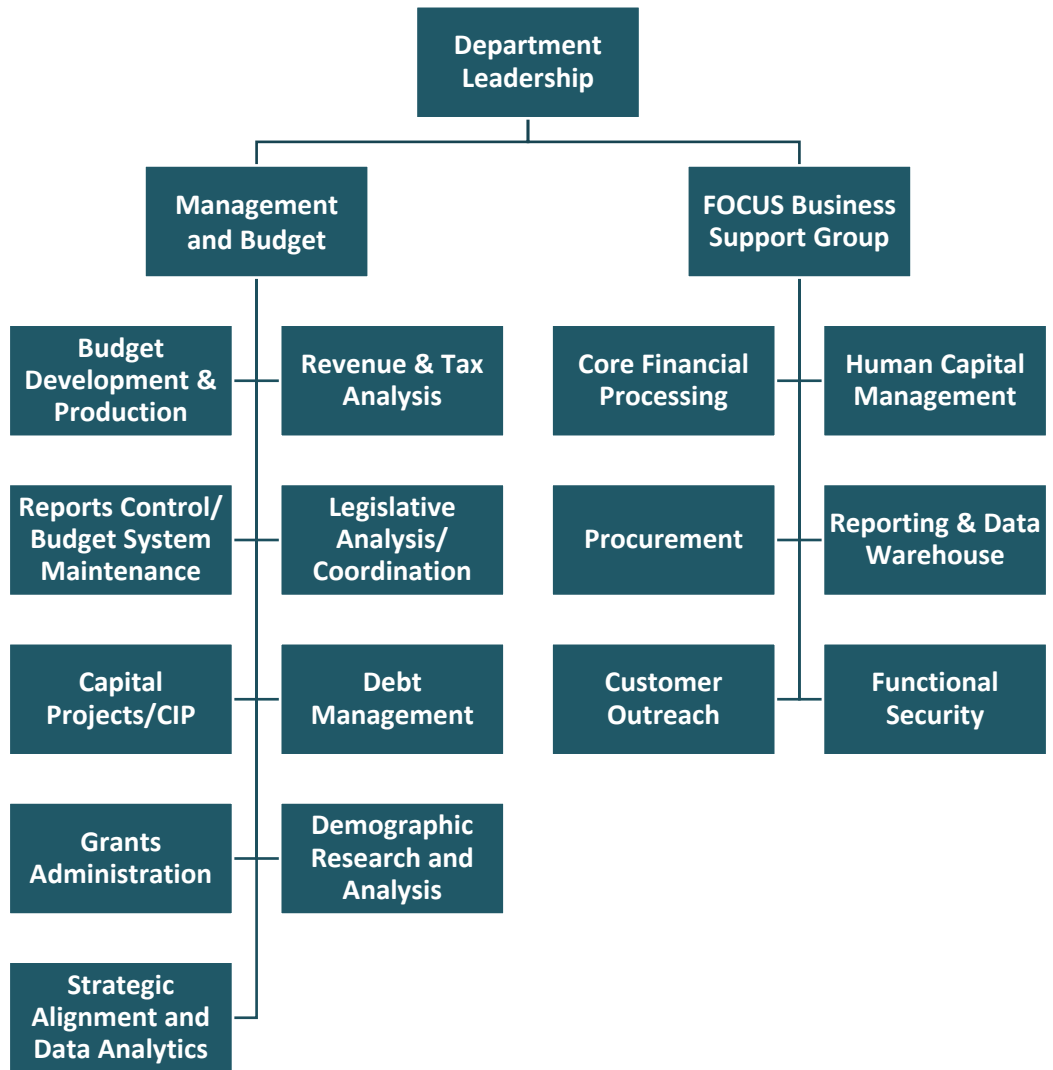 Department
Leadership
Management
and Budget
FOCUS Business
Support Group
Budget
Development &
Production
Revenue & Tax
Analysis
Core Financial
Processing
Human Capital
Management
Reports Control/
Budget System
Maintenance
Legislative
Analysis/
Coordination
Procurement
Reporting & Data
Warehouse
Capital
Projects/CIP
Debt
Management
Customer
Outreach
Functional
Security
Grants
Administration
Demographic
Research and
Analysis
Strategic
Alignment and
Data Analytics